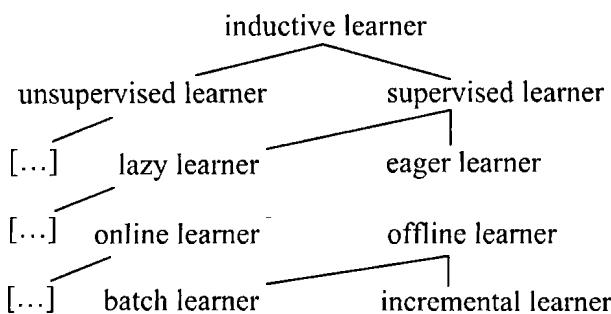 inductive learner
unsupervised learner supervised learner
[...] lazy learner eager learner
[...] online learner offline learner
[...] batch learner incremental learner